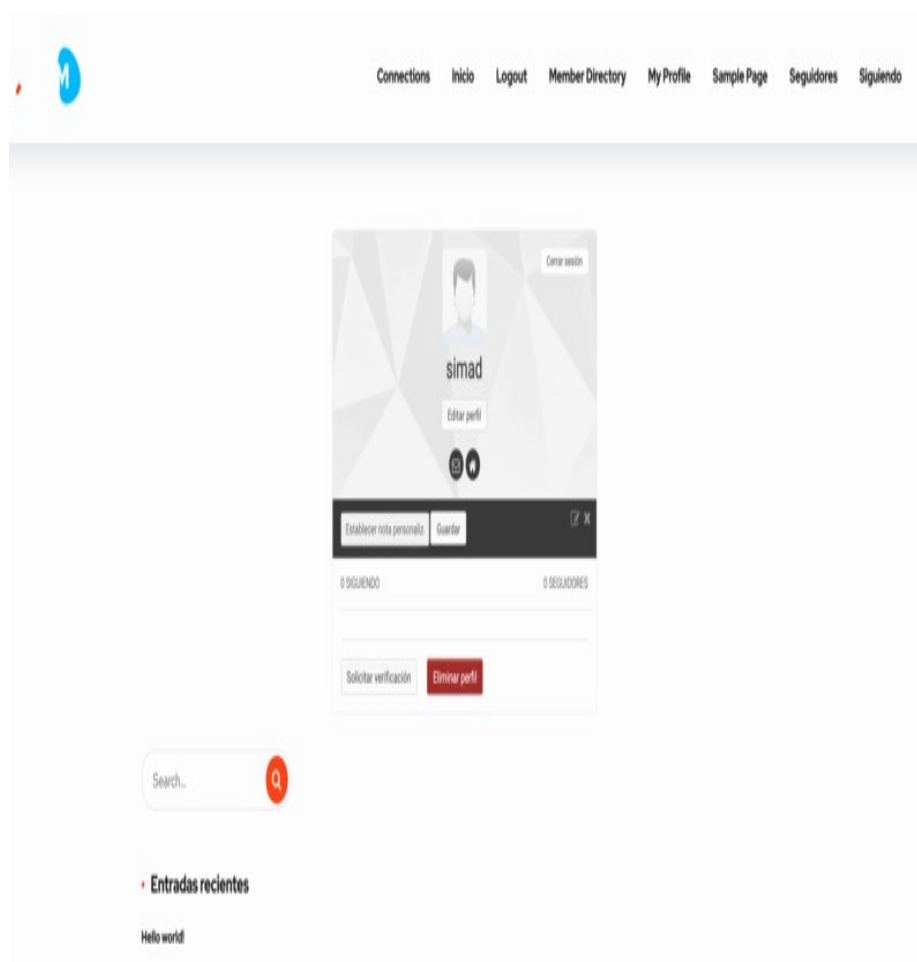 M
Connections Inicio Logout Member Directory My Profile Sample Page Seguidores Siguiendo
Cerrar sesión
simad
Editar perfil
Establecer nota personaliz Guardar
0 SIGUIENDO 0 SEGUIDORES
Solicitar verificación Eliminar perfil
Search...
Entradas recientes
Hello world!